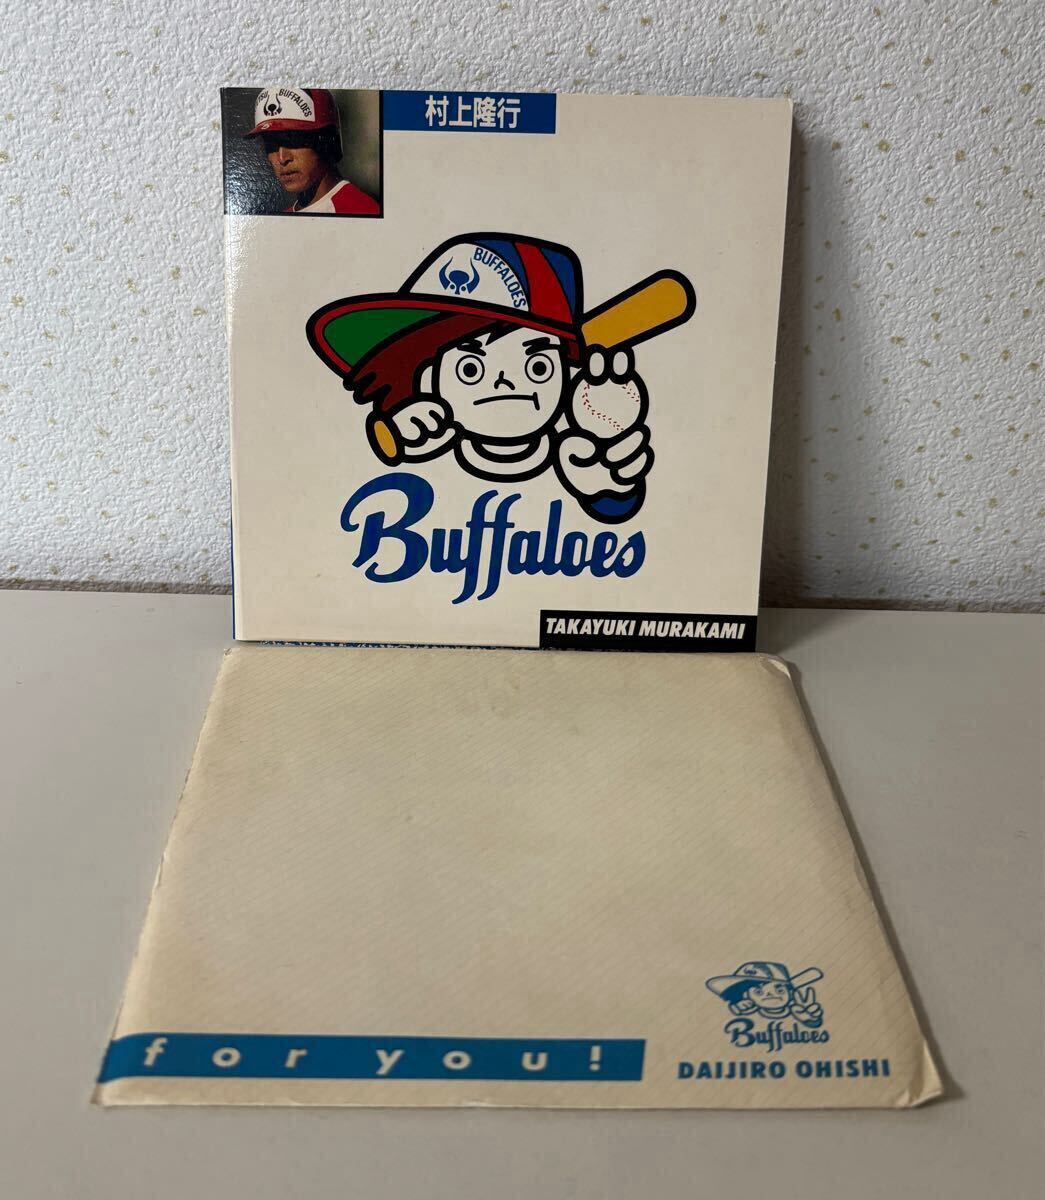 BUFFALOES
村上隆行
BUFFALOES
Buffaloes
TAKAYUKI MURAKAMI
Buffaloes
for you!
DAIJIRO OHISHI